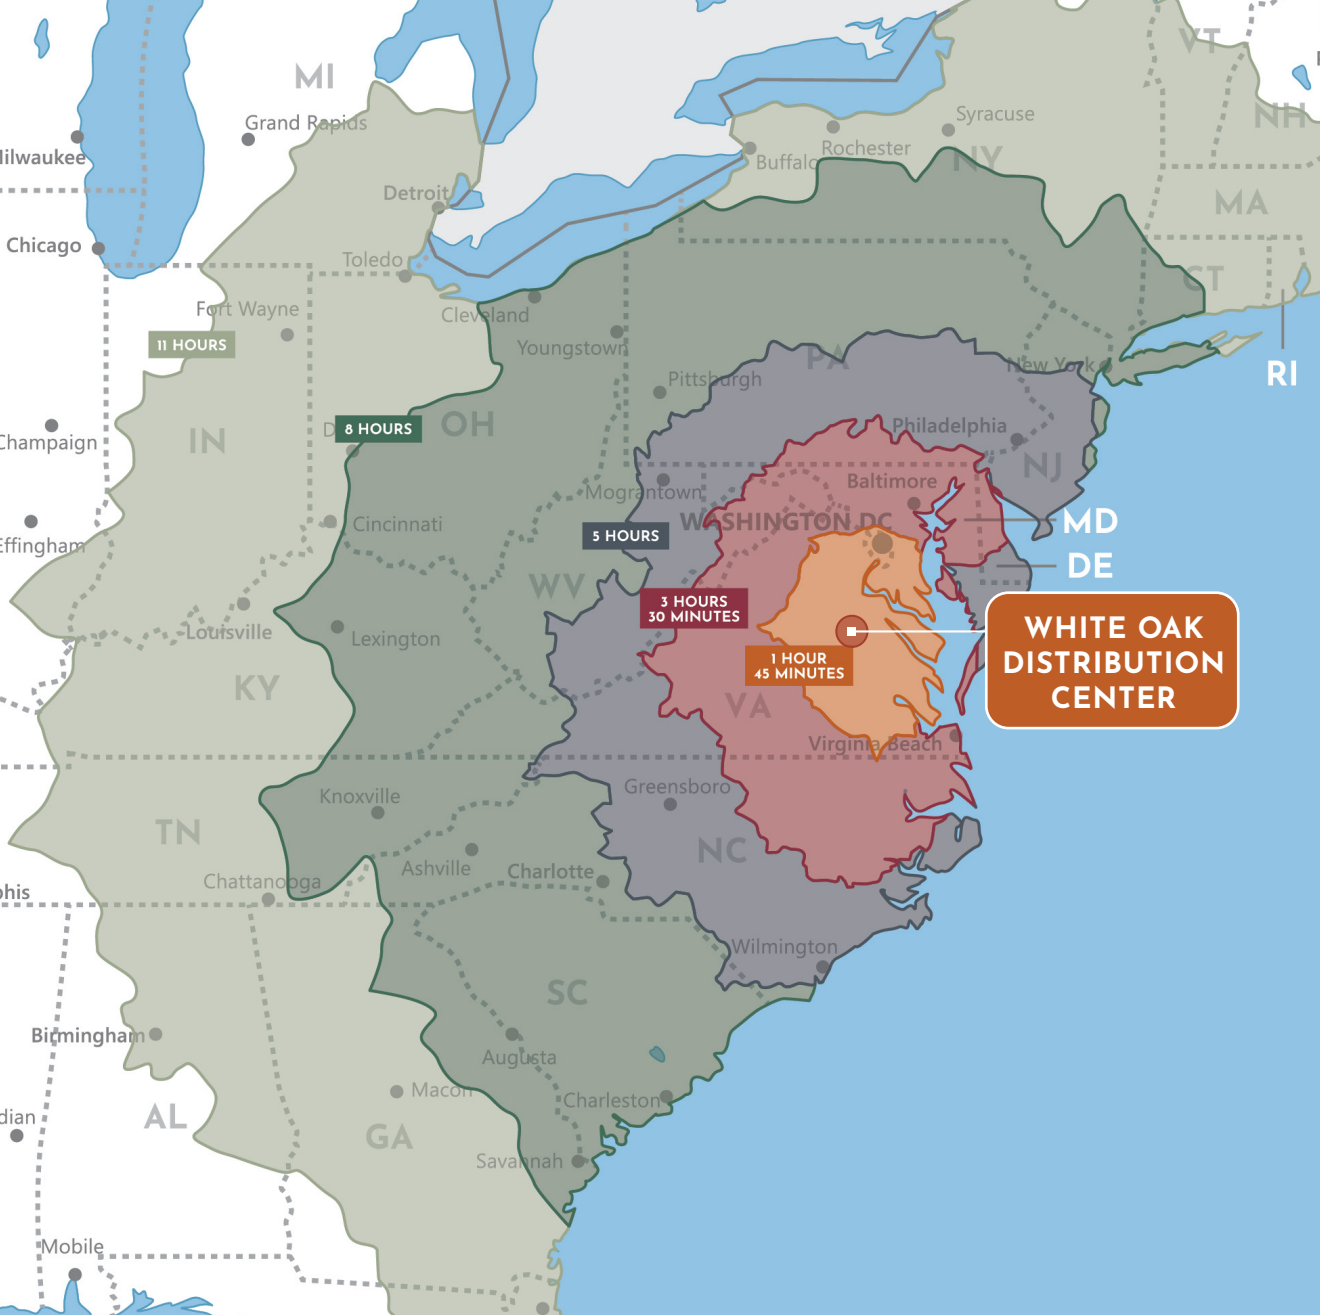 VT
MI
Syracuse
Grand Rapids
NH
Rochester
ilwaukee
Buffalo
NY
Detroit
MA
Chicago
Toledo
CT
Fort Wayne
Cleveland
11 HOURS
Youngstown
PA
New York
RI
Pittsburgh
OH
Philadelphia
D
8 HOURS
Champaign
IN
NJ
Baltimore
Mograntown
WASHINGTON DC
MD
Cincinnati
5 HOURS
Effingham
DE
WV
3 HOURS
30 MINUTES
Louisville
Lexington
WHITE OAK
DISTRIBUTION
CENTER
1 HOUR
45 MINUTES
KY
VA
Virginia Beach
Greensboro
Knoxville
TN
NC
Ashville
Charlotte
Chattanooga
phis
Wilmington
SC
Birmingham
Augusta
Macon
Charleston
AL
dian
GA
Savannah
Mobile